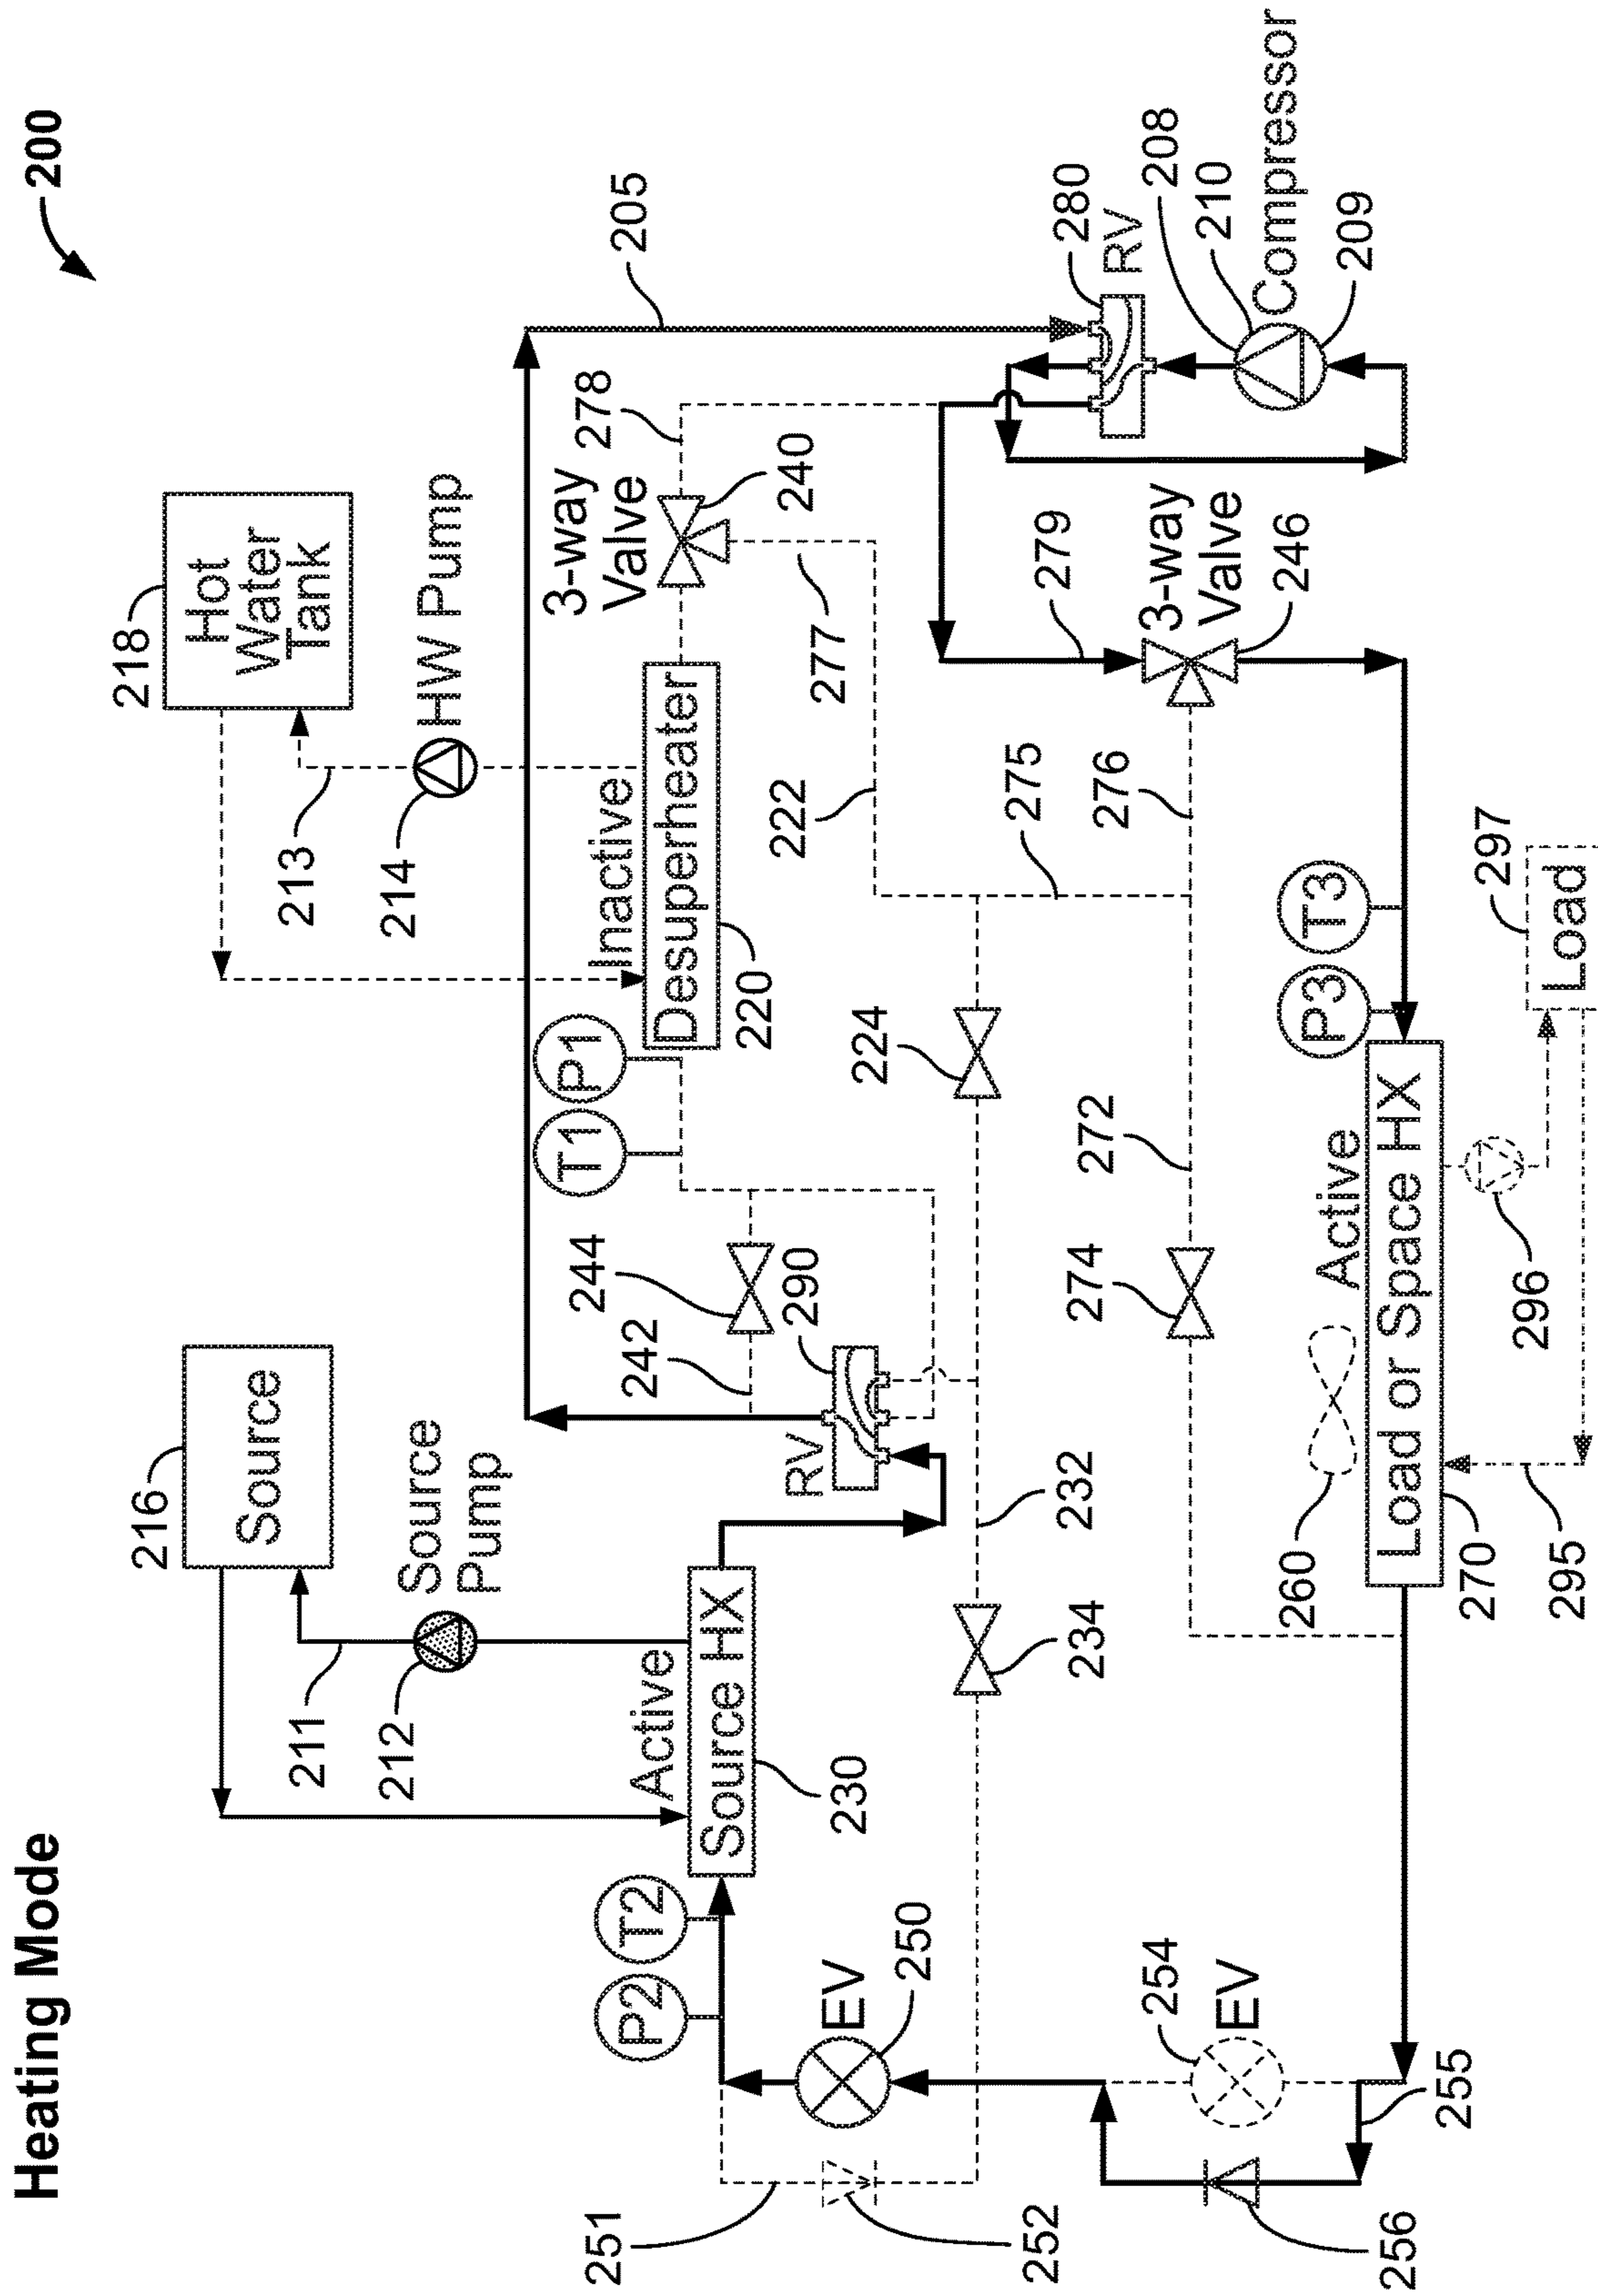 Heating Mode
200
216
Source
211
212
Source
Pump
218
Hot
Water
Tank
213
214
HW Pump
205
P2
T2
Active
Source HX
230
T1
P1
Inactive
Desuperheater
220
3-way
Valve
278
240
277
222
244
242
290
RV
EV
250
251
252
234
232
224
275
279
3-way
Valve
246
276
272
274
280
RV
208
210
Compressor
209
254
EV
255
256
260
Active
Load or Space HX
270
P3
T3
295
296
297
Load